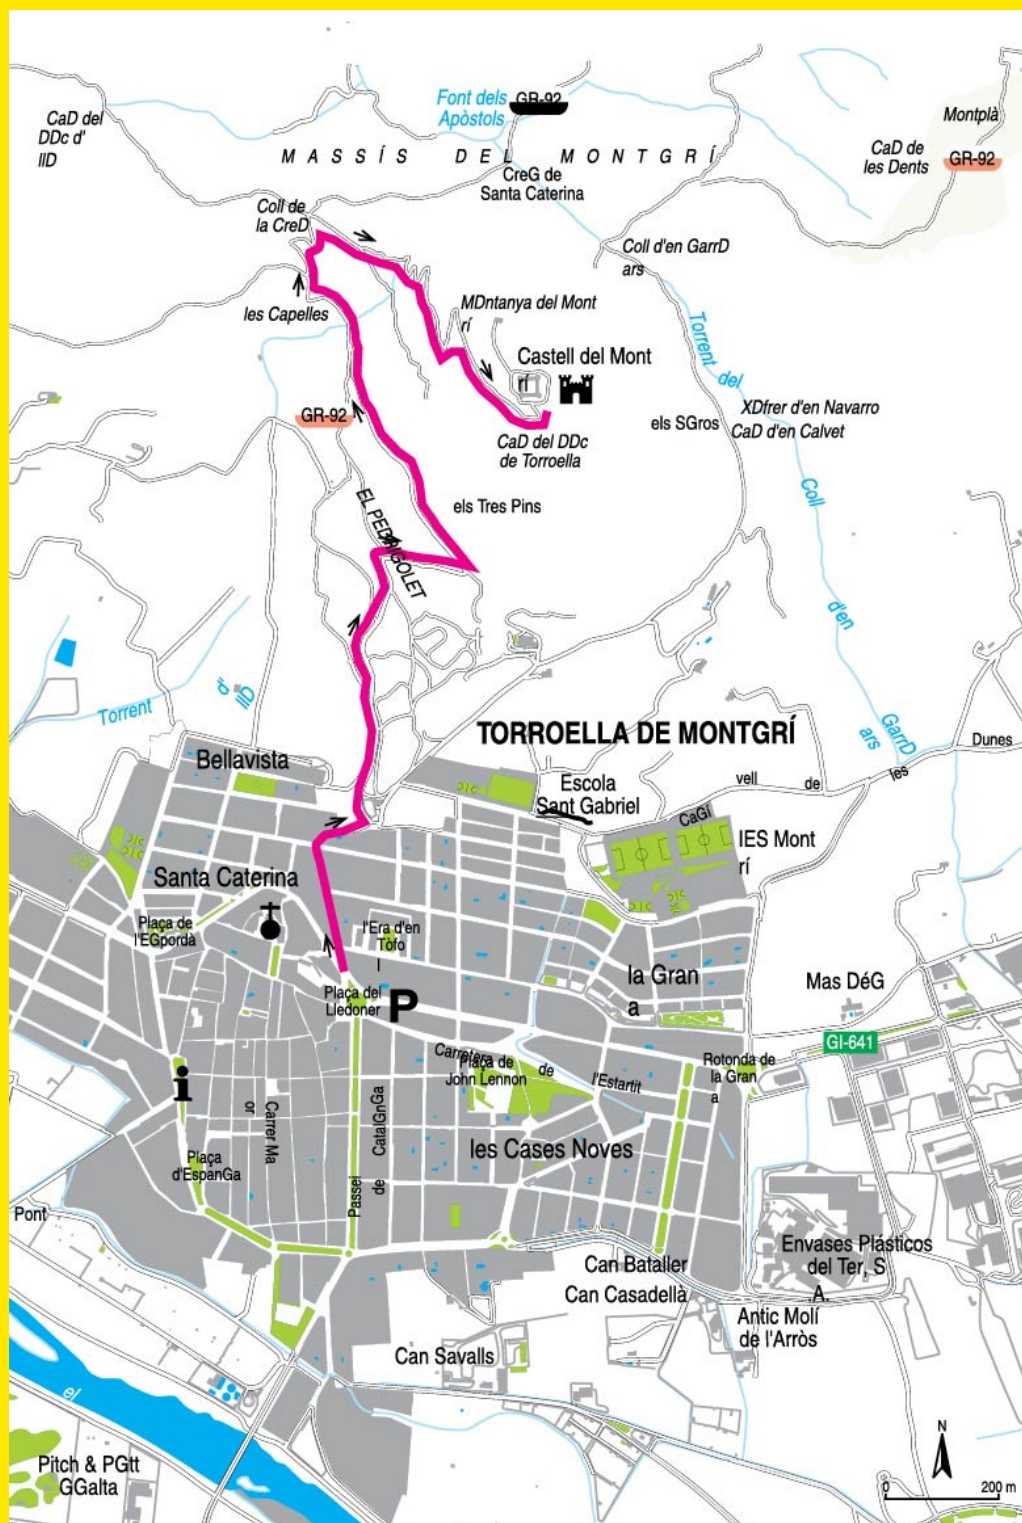 Font dels
Apòstols
GR-92
CaD del
DDc d'
llD
Montplà
CaD de
les Dents
GR-92
MASSÍS DEL MONTGRÍ
CreG de
Santa Caterina
Coll de
la CreD
Coll d'en GarrD
ars
les Capelles
MDntanya del Mont
rí
Torrent del
Coll
d'en
GarrD
ars
Castell del Mont
rí
GR-92
els SGros
XDfrer d'en Navarro
CaD d'en Calvet
CaD del DDc
de Torroella
els Tres Pins
EL PEDRIGOLET
Torrent
d'
llD
TORROELLA DE MONTGRÍ
Dunes
les
de
vell
Bellavista
Escola
Sant Gabriel
CaGí
IES Mont
rí
Santa Caterina
Plaça de
l'EGpordà
l'Era d'en
Tòfo
l
la Gran
a
Mas DéG
Plaça del
Lledoner
P
GI-641
Carretera
de
l'Estartit
Plaça de
John Lennon
Rotonda de
la Gran
a
i
Carrer Ma
or
Passei
de
CatalGnGa
les Cases Noves
Plaça
d'EspanGa
Pont
Can Bataller
Can Casadellà
Envases Plásticos
del Ter, S
.A.
Antic Molí
de l'Arròs
Can Savalls
el
Pitch & PGtt
GGalta
N
0
200 m